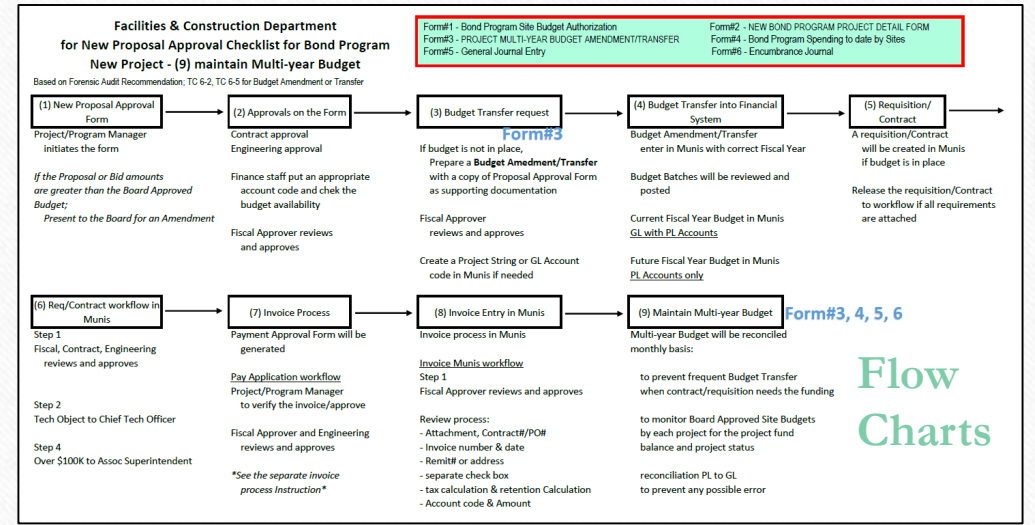 Facilities & Construction Department
for New Proposal Approval Checklist for Bond Program
New Project - (9) maintain Multi-year Budget
Based on Forensic Audit Recommendation; TC 6-2, TC 6-5 for Budget Amendment or Transfer
Form#1 - Bond Program Site Budget Authorization
Form#2 - NEW BOND PROGRAM PROJECT DETAIL FORM
Form#3 - PROJECT MULTI-YEAR BUDGET AMENDMENT/TRANSFER
Form#4 - Bond Program Spending to date by Sites
Form#5 - General Journal Entry
Form#6 - Encumbrance Journal
(1) New Proposal Approval
Form
Project/Program Manager
initiates the form
If the Proposal or Bid amounts
are greater than the Board Approved
Budget;
Present to the Board for an Amendment
(2) Approvals on the Form
Contract approval
Engineering approval
Finance staff put an appropriate
account code and chek the
budget availability
Fiscal Approver reviews
and approves
(3) Budget Transfer request
Form#3
If budget is not in place,
Prepare a Budget Amedment/Transfer
with a copy of Proposal Approval Form
as supporting documentation
Fiscal Approver
reviews and approves
Create a Project String or GL Account
code in Munis if needed
(4) Budget Transfer into Financial
System
Budget Amendment/Transfer
enter in Munis with correct Fiscal Year
Budget Batches will be reviewed and
posted
Current Fiscal Year Budget in Munis
GL with PL Accounts
Future Fiscal Year Budget in Munis
PL Accounts only
(5) Requisition/
Contract
A requisition/Contract
will be created in Munis
if budget is in place
Release the requisition/Contract
to workflow if all requirements
are attached
(6) Req/Contract workflow in
Munis
Step 1
Fiscal, Contract, Engineering
reviews and approves
Step 2
Tech Object to Chief Tech Officer
Step 4
Over $100K to Assoc Superintendent
(7) Invoice Process
Payment Approval Form will be
generated
Pay Application workflow
Project/Program Manager
to verify the invoice/approve
Fiscal Approver and Engineering
reviews and approves
*See the separate invoice
process Instruction*
(8) Invoice Entry in Munis
Invoice process in Munis
Invoice Munis workflow
Step 1
Fiscal Approver reviews and approves
Review process:
- Attachment, Contract#/PO#
- Invoice number & date
- Remit# or address
- separate check box
- tax calculation & retention Calculation
- Account code & Amount
(9) Maintain Multi-year Budget
Form#3, 4, 5, 6
Multi-year Budget will be reconciled
monthly basis:
to prevent frequent Budget Transfer
when contract/requisition needs the funding
to monitor Board Approved Site Budgets
by each project for the project fund
balance and project status
reconciliation PL to GL
to prevent any possible error
Flow
Charts